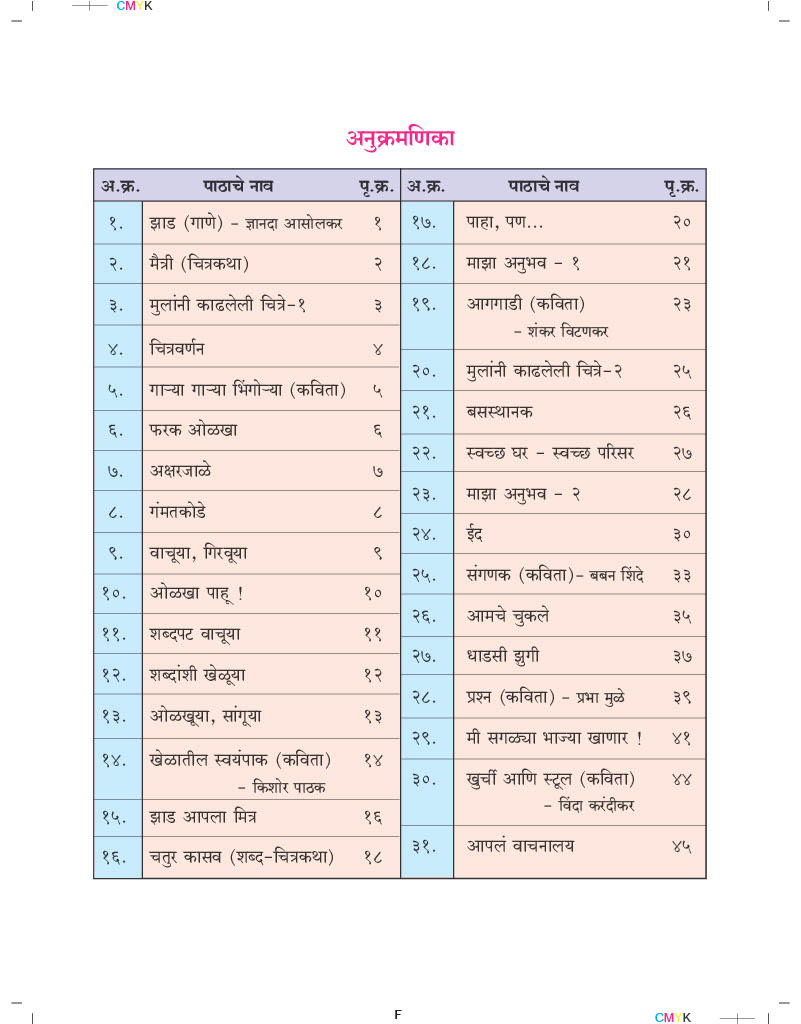 CMYK
अनुक्रमणिका
अ.क्र. पाठाचे नाव पृ.क्र.
१. झाड (गाणे) - ज्ञानदा आसोलकर १
२. मैत्री (चित्रकथा) २
३. मुलांनी काढलेली चित्रे-१ ३
४. चित्रवर्णन ४
५. गाऱ्या गाऱ्या भिंगोऱ्या (कविता) ५
६. फरक ओळखा ६
७. अक्षरजाळे ७
८. गंमतकोडे ८
९. वाचूया, गिरवूया ९
१०. ओळखा पाहू ! १०
११. शब्दपट वाचूया ११
१२. शब्दांशी खेळूया १२
१३. ओळखूया, सांगूया १३
१४. खेळातील स्वयंपाक (कविता) १४
- किशोर पाठक
१५. झाड आपला मित्र १६
१६. चतुर कासव (शब्द-चित्रकथा) १८
अ.क्र. पाठाचे नाव पृ.क्र.
१७. पाहा, पण... २०
१८. माझा अनुभव - १ २१
१९. आगगाडी (कविता) २३
- शंकर विटणकर
२०. मुलांनी काढलेली चित्रे-२ २५
२१. बसस्थानक २६
२२. स्वच्छ घर - स्वच्छ परिसर २७
२३. माझा अनुभव - २ २८
२४. ईद ३०
२५. संगणक (कविता)- बबन शिंदे ३३
२६. आमचे चुकले ३५
२७. धाडसी झुगी ३७
२८. प्रश्न (कविता) - प्रभा मुळे ३९
२९. मी सगळ्या भाज्या खाणार ! ४१
३०. खुर्ची आणि स्टूल (कविता) ४४
- विंदा करंदीकर
३१. आपलं वाचनालय ४५
F
CMYK